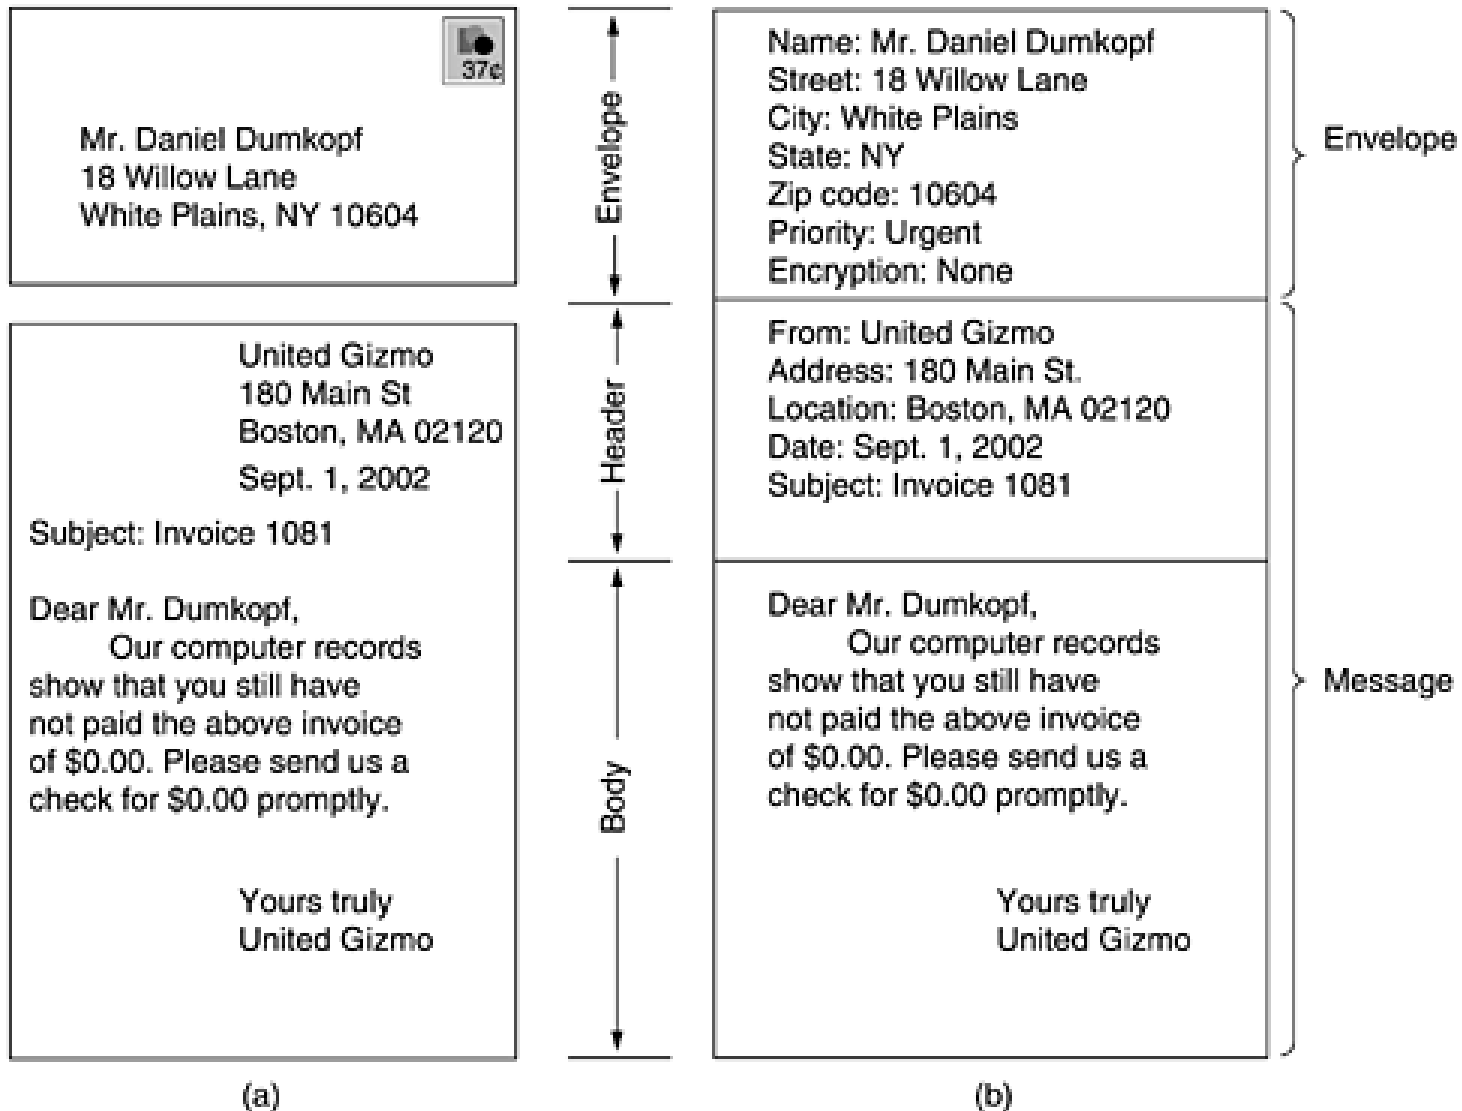 37¢
Mr. Daniel Dumkopf
18 Willow Lane
White Plains, NY 10604
United Gizmo
180 Main St
Boston, MA 02120
Sept. 1, 2002
Subject: Invoice 1081
Dear Mr. Dumkopf,
Our computer records
show that you still have
not paid the above invoice
of $0.00. Please send us a
check for $0.00 promptly.
Yours truly
United Gizmo
(a)
Envelope
Header
Body
Name: Mr. Daniel Dumkopf
Street: 18 Willow Lane
City: White Plains
State: NY
Zip code: 10604
Priority: Urgent
Encryption: None
From: United Gizmo
Address: 180 Main St.
Location: Boston, MA 02120
Date: Sept. 1, 2002
Subject: Invoice 1081
Dear Mr. Dumkopf,
Our computer records
show that you still have
not paid the above invoice
of $0.00. Please send us a
check for $0.00 promptly.
Yours truly
United Gizmo
(b)
Envelope
Message